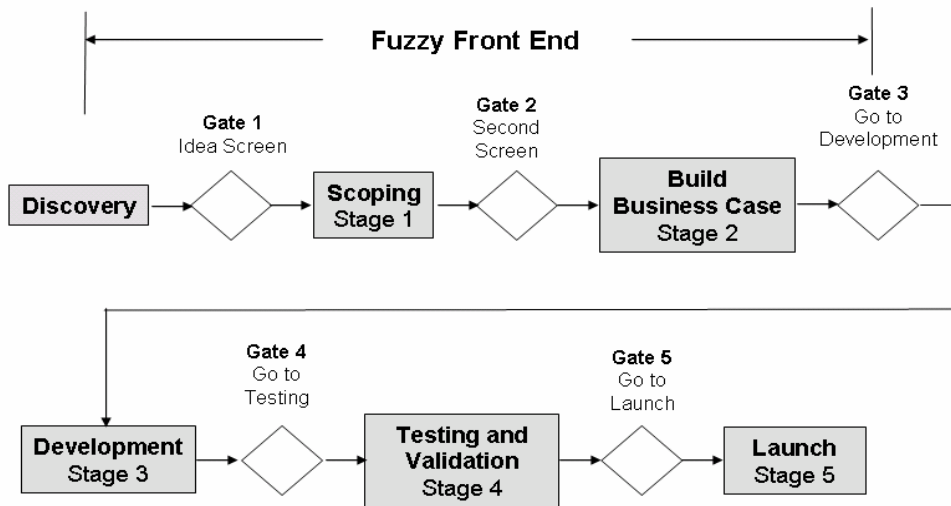 Fuzzy Front End
Gate 1
Idea Screen
Gate 2
Second
Screen
Gate 3
Go to
Development
Discovery
Scoping
Stage 1
Build
Business Case
Stage 2
Gate 4
Go to
Testing
Gate 5
Go to
Launch
Development
Stage 3
Testing and
Validation
Stage 4
Launch
Stage 5